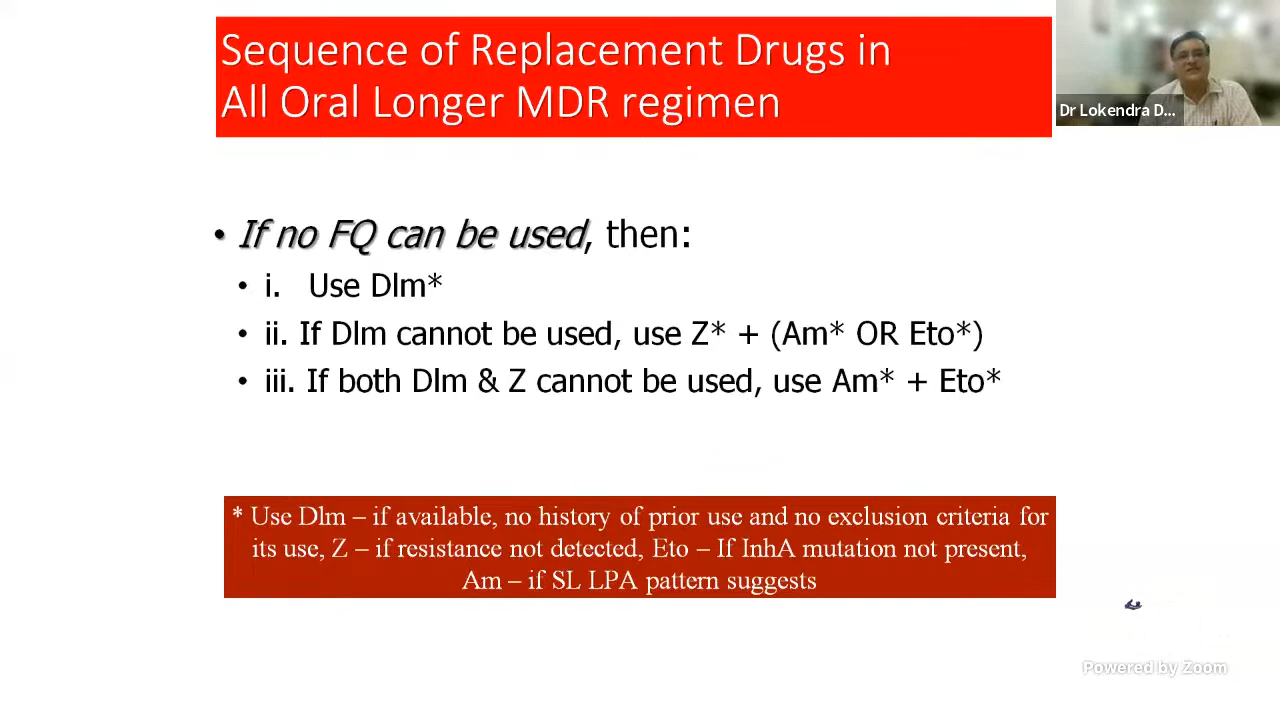 Sequence of Replacement Drugs in
All Oral Longer MDR regimen
Dr Lokendra D...
• If no FQ can be used, then:
• i. Use Dlm*
• ii. If Dlm cannot be used, use Z* + (Am* OR Eto*)
• iii. If both Dlm & Z cannot be used, use Am* + Eto*
* Use Dlm – if available, no history of prior use and no exclusion criteria for
its use, Z – if resistance not detected, Eto – If InhA mutation not present,
Am – if SL LPA pattern suggests
Powered by Zoom